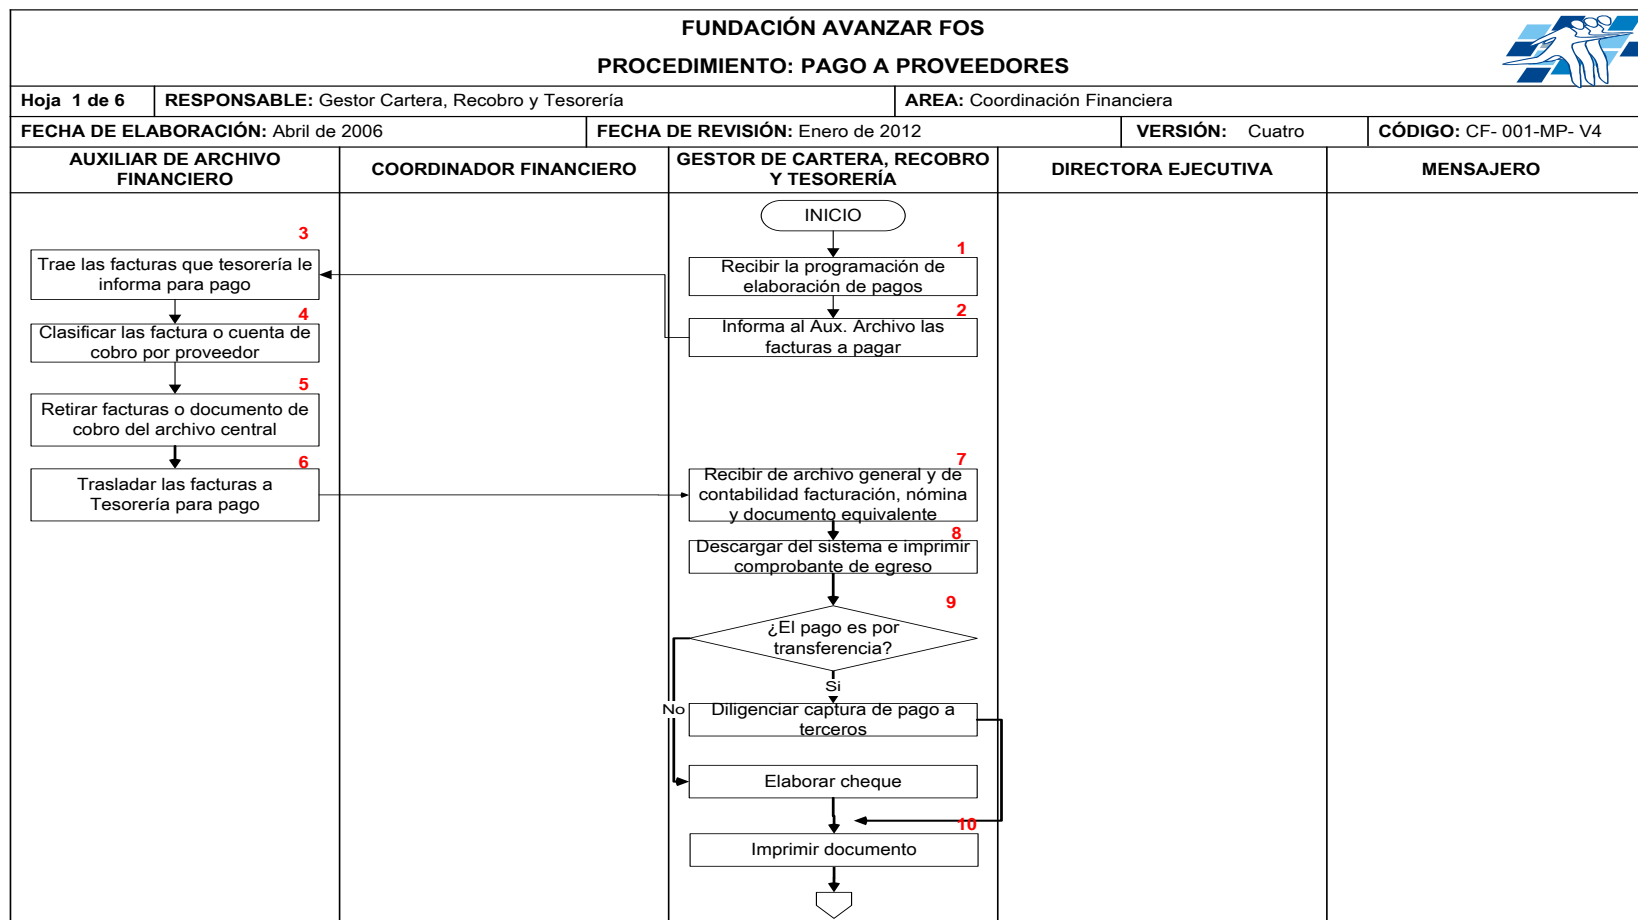 FUNDACIÓN AVANZAR FOS
PROCEDIMIENTO: PAGO A PROVEEDORES
Hoja 1 de 6
RESPONSABLE: Gestor Cartera, Recobro y Tesorería
AREA: Coordinación Financiera
FECHA DE ELABORACIÓN: Abril de 2006
FECHA DE REVISIÓN: Enero de 2012
VERSIÓN: Cuatro
CÓDIGO: CF- 001-MP- V4
AUXILIAR DE ARCHIVO
FINANCIERO
COORDINADOR FINANCIERO
GESTOR DE CARTERA, RECOBRO
Y TESORERÍA
DIRECTORA EJECUTIVA
MENSAJERO
INICIO
1
Recibir la programación de
elaboración de pagos
2
Informa al Aux. Archivo las
facturas a pagar
3
Trae las facturas que tesorería le
informa para pago
4
Clasificar las factura o cuenta de
cobro por proveedor
5
Retirar facturas o documento de
cobro del archivo central
6
Trasladar las facturas a
Tesorería para pago
7
Recibir de archivo general y de
contabilidad facturación, nómina
y documento equivalente
8
Descargar del sistema e imprimir
comprobante de egreso
9
¿El pago es por
transferencia?
Si
No
Diligenciar captura de pago a
terceros
Elaborar cheque
10
Imprimir documento